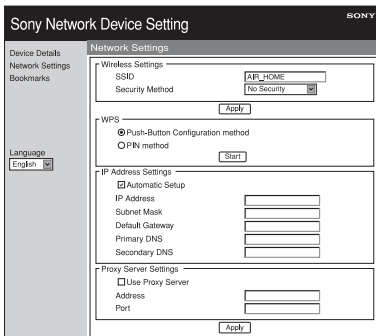 Sony Network Device Setting
SONY
Device Details
Network Settings
Bookmarks
Language
English
Network Settings
Wireless Settings
SSID
AIR_HOME
Security Method
No Security
Apply
WPS
Push-Button Configuration method
PIN method
Start
IP Address Settings
Automatic Setup
IP Address
Subnet Mask
Default Gateway
Primary DNS
Secondary DNS
Proxy Server Settings
Use Proxy Server
Address
Port
Apply